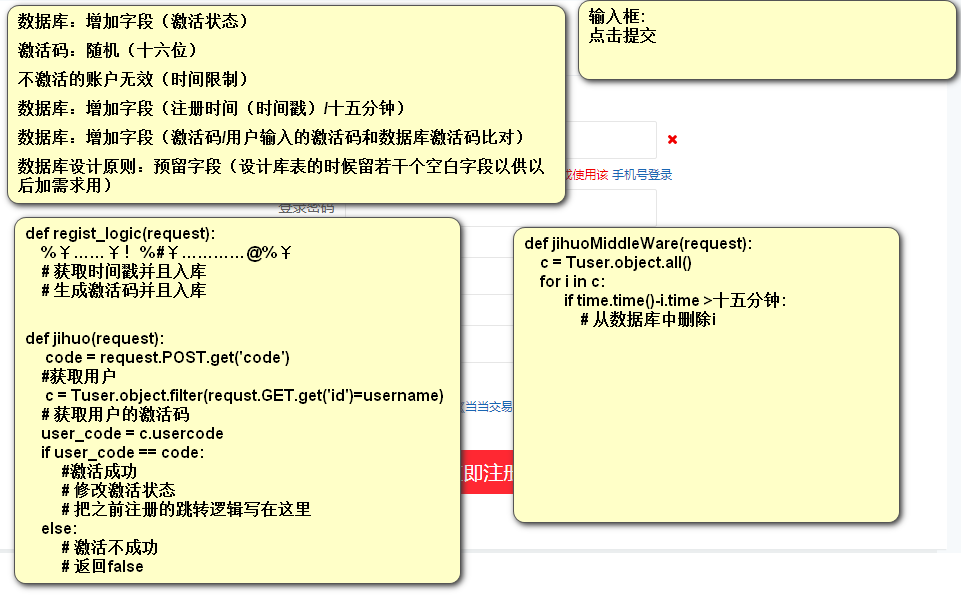 数据库：增加字段（激活状态）
激活码：随机（十六位）
不激活的账户无效（时间限制）
数据库：增加字段（注册时间（时间戳）/十五分钟）
数据库：增加字段（激活码/用户输入的激活码和数据库激活码比对）
数据库设计原则：预留字段（设计库表的时候留若干个空白字段以供以
后加需求用）
输入框:
点击提交
使用该 手机号登录
登录密码
def regist_logic(request):
%￥……￥！%#￥…………@%￥
# 获取时间戳并且入库
# 生成激活码并且入库
def jihuo(request):
code = request.POST.get('code')
#获取用户
c = Tuser.object.filter(requst.GET.get('id')=username)
# 获取用户的激活码
user_code = c.usercode
if user_code == code:
#激活成功
# 修改激活状态
# 把之前注册的跳转逻辑写在这里
else:
# 激活不成功
# 返回false
def jihuoMiddleWare(request):
c = Tuser.object.all()
for i in c:
if time.time()-i.time >十五分钟:
# 从数据库中删除i
当当交易
即注册